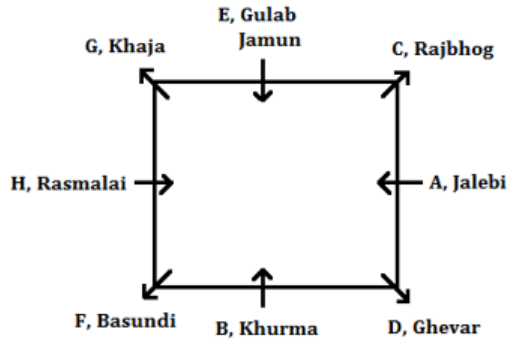 E, Gulab
Jamun
G, Khaja
C, Rajbhog
H, Rasmalai
A, Jalebi
F, Basundi
B, Khurma
D, Ghevar